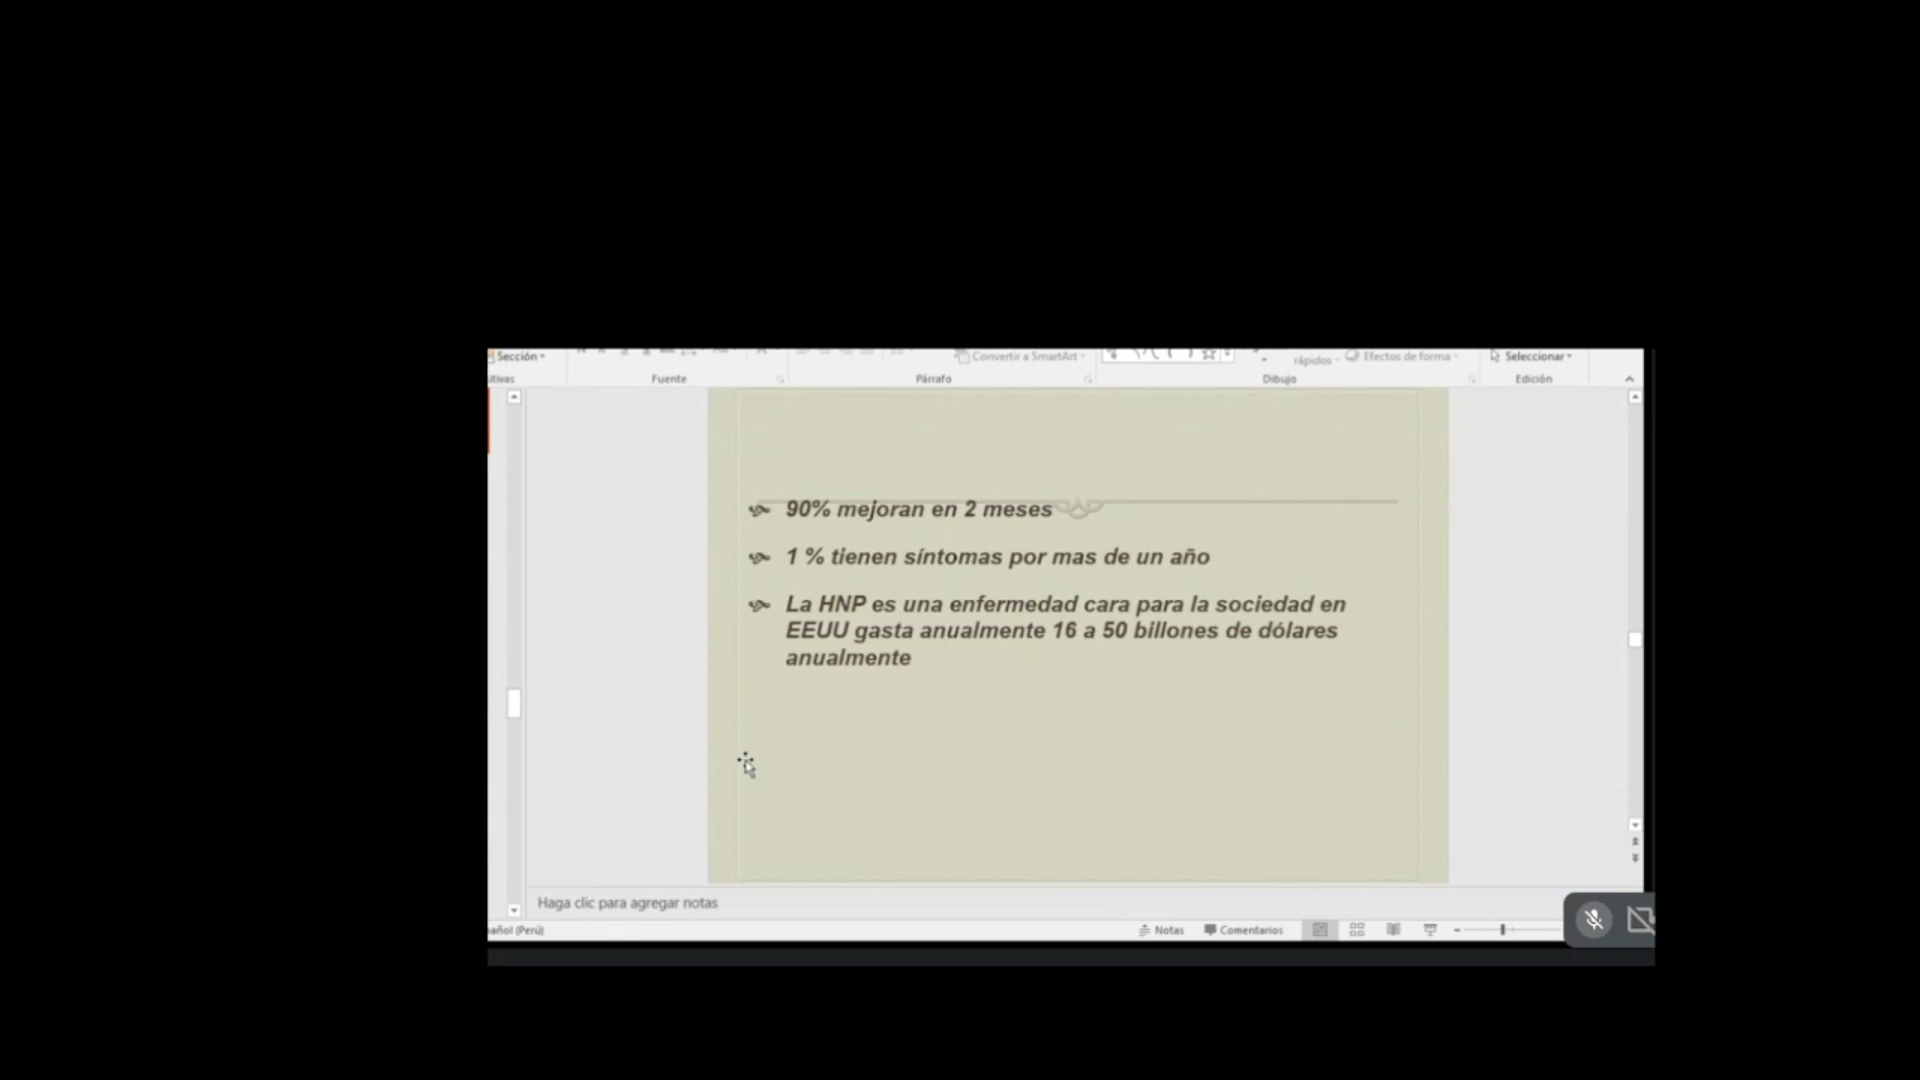 Sección
Convertir a SmartArt
rápidos
Efectos de forma
Seleccionar
Fuente
Párrafo
Dibujo
Edición
90% mejoran en 2 meses
1 % tienen síntomas por mas de un año
La HNP es una enfermedad cara para la sociedad en
EEUU gasta anualmente 16 a 50 billones de dólares
anualmente
Haga clic para agregar notas
añol (Perú)
Notas
Comentarios